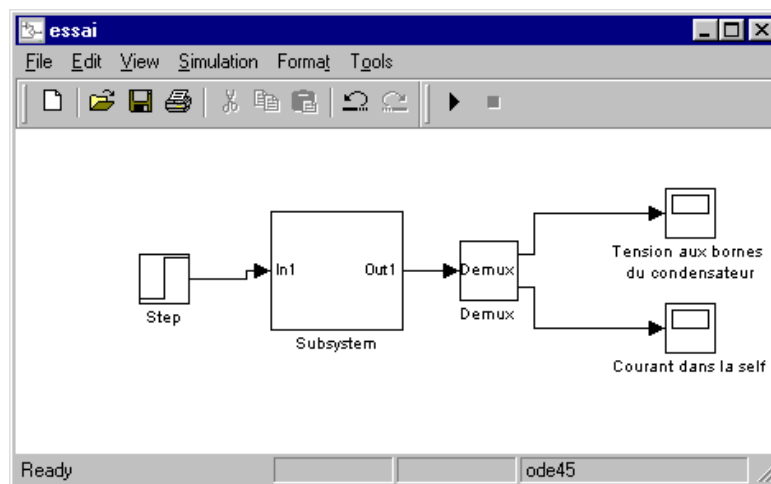 essai
File Edit View Simulation Format Tools
Step
In1
Out1
Subsystem
Demux
Demux
Tension aux bornes
du condensateur
Courant dans la self
Ready
ode45